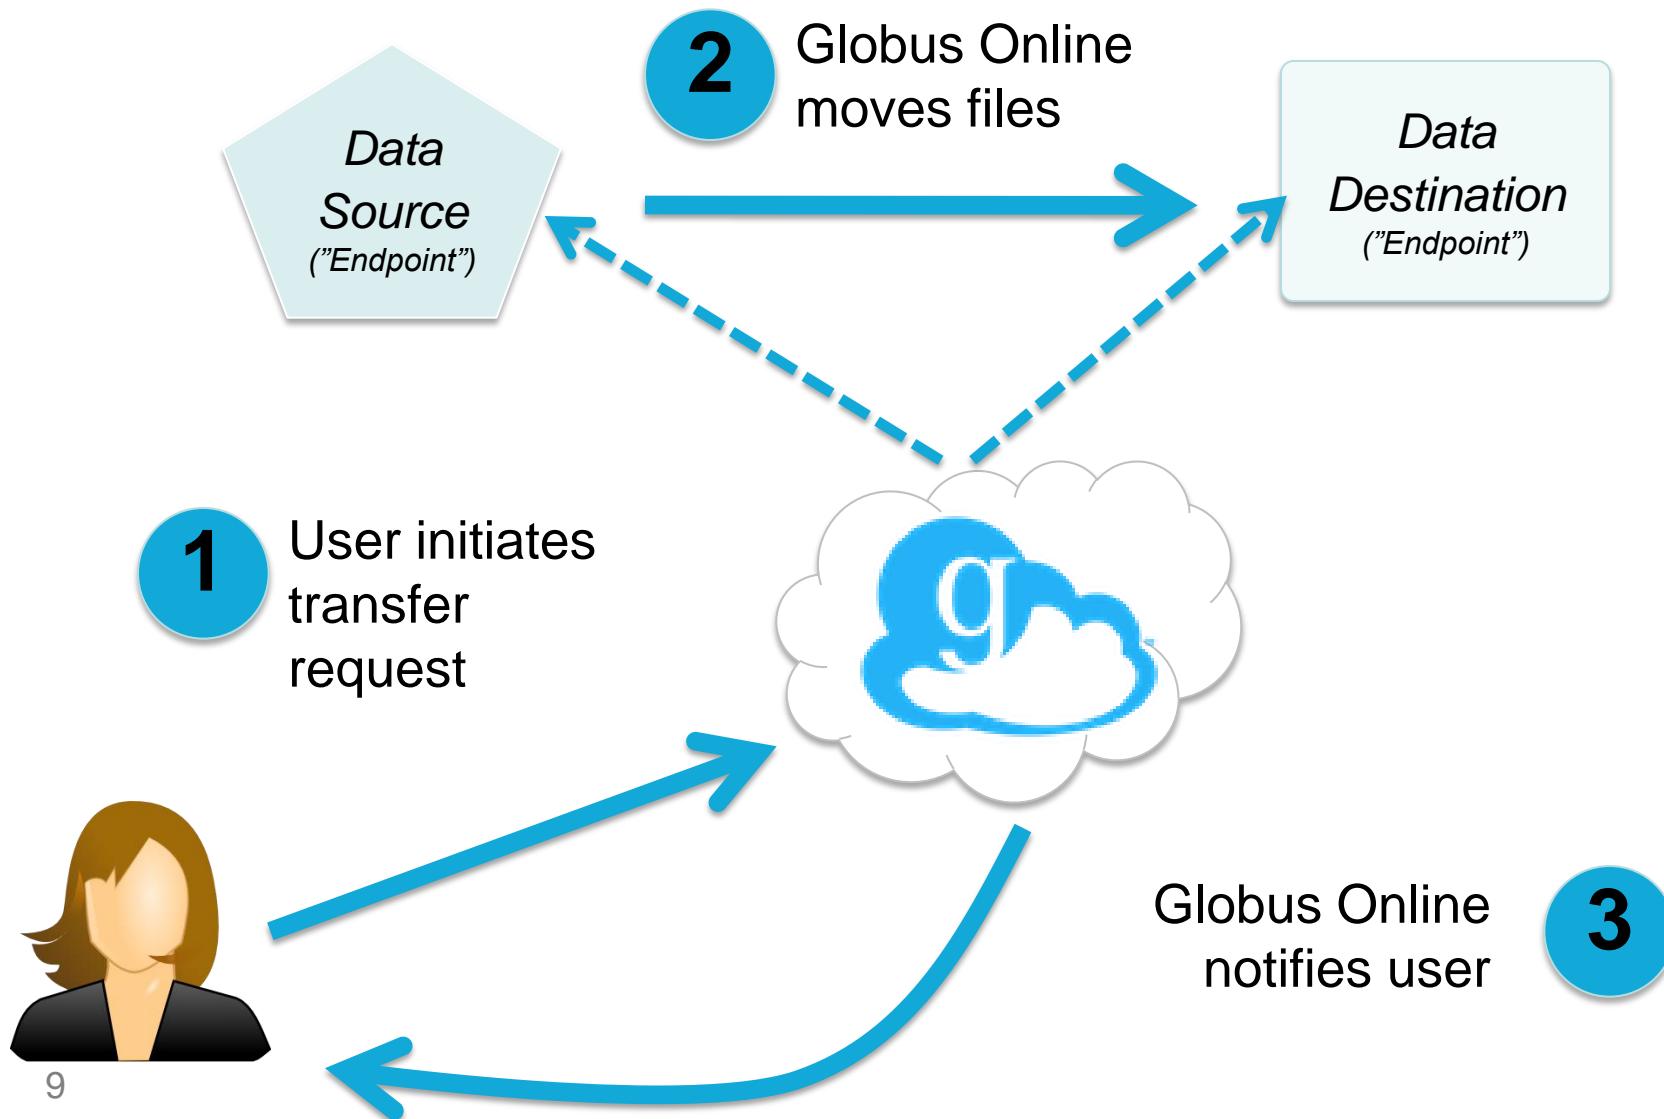 2
Globus Online
moves files
Data
Source
(”Endpoint”)
Data
Destination
(”Endpoint”)
1
User initiates
transfer
request
g
Globus Online
notifies user
3
9